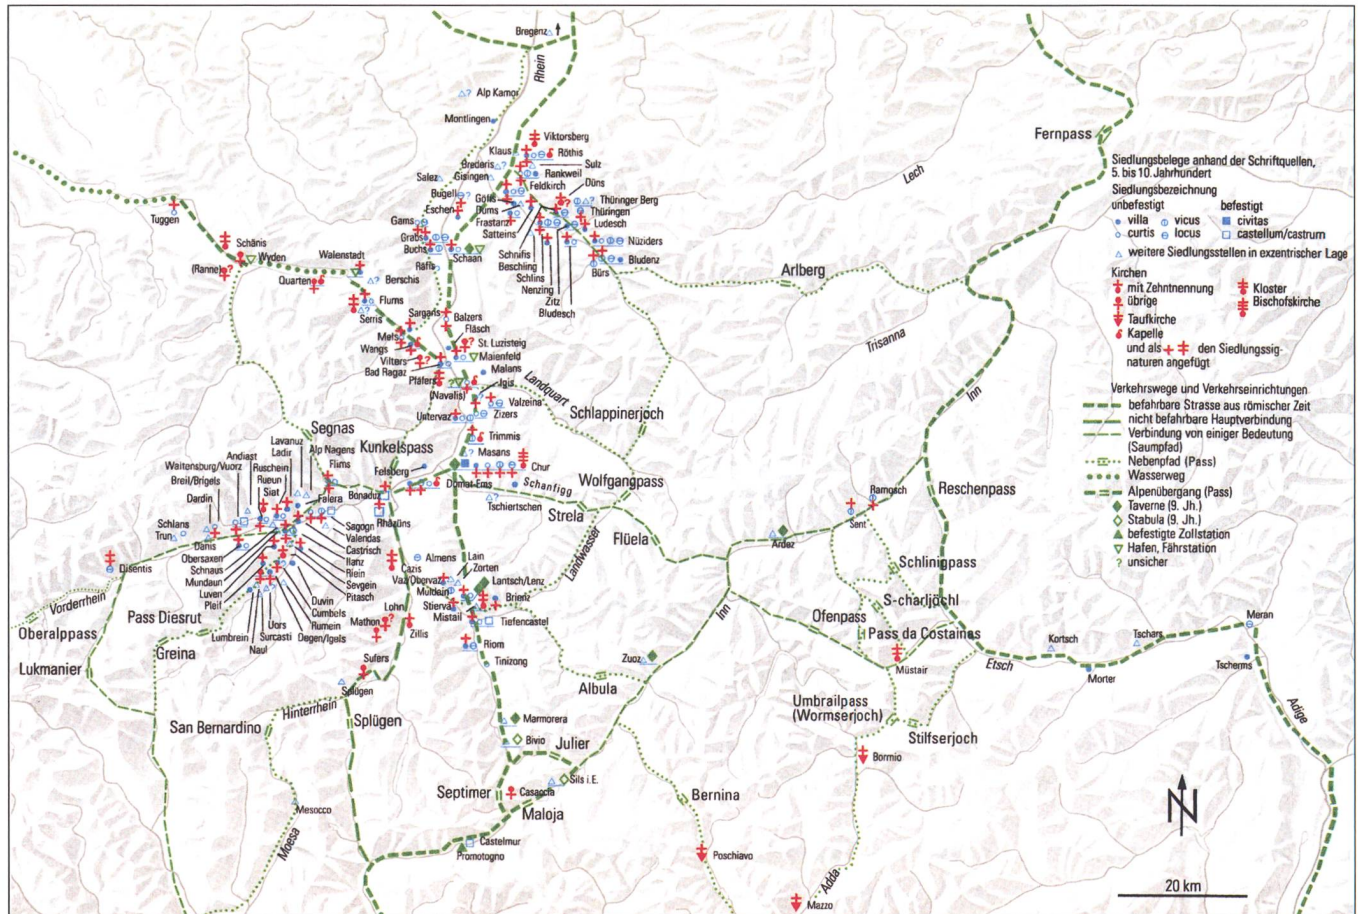 Bregenz
Rhein
?
Alp Kamor
Montlingen
Fernpass
Viktorsberg
Klaus
Röthis
Brederis
?
Sulz
Salez
Gisingen
Rankweil
Lech
Feldkirch
Düns
Bugell
?
?
?
Thüringer Berg
Göfis
Eschen
Düms
Thüringen
Tuggen
Gams
Frastanz
Ludesch
Satteins
Schänis
Grabs
Nüziders
Buchs
Schaan
Schnifis
Wyden
Walenstadt
Beschling
Bludenz
(Ranne)
?
Räfis
Schlins
Bürs
Arlberg
Quarten
?
Berschis
Nenzing
Zitz
Flums
Bludesch
Serris
?
Sargans
Balzers
Mels
Fläsch
?
Wangs
St. Luzisteig
Trisanna
Vilters
?
Maienfeld
Bad Ragaz
Malans
Pfäfers
?
Igis
Landquart
(Navalis)
?
Valzeina
Inn
Untervaz
Zizers
Schlappinerjoch
Segnas
Trimmis
Lavanuz
Alp Nagens
Kunkelspass
?
Masans
Andiast
Ladir
Flims
Felsberg
Chur
Waltensburg/Vuorz
Ruschein
Breil/Brigels
Rueun
Domat-Ems
Schanfigg
Wolfgangpass
Siat
Bonaduz
?
Tschiertschen
Ramosch
Reschenpass
Dardin
Falera
Strela
Schlans
Sagogn
Rhäzüns
Sent
Trun
Valendas
Danis
Castrisch
Flüela
Ardez
Obersaxen
Ilanz
Almens
Lain
Landwasser
Disentis
Schnaus
Riein
Cazis
Zorten
Schlinigpass
Mundaun
Sevgein
Vaz/Obervaz
Lantsch/Lenz
Luven
Pitasch
Muldein
Brienz
S-charljöchl
Vorderrhein
Pleif
Duvin
Lohn
Stierva
Inn
Ofenpass
Meran
Pass Diesrut
Cumbels
Mathon
?
Mistail
Tiefencastel
Oberalppass
Uors
Rumein
Zillis
Pass da Costainas
Kortsch
Tschars
Lumbrein
Surcasti
Degen/Igels
Riom
Naul
Greina
Sufers
Tinizong
Zuoz
Müstair
Etsch
Morter
Tscherms
Lukmanier
Splügen
Albula
Hinterrhein
Umbrailpass
(Wormserjoch)
Adige
San Bernardino
Splügen
Marmorera
Stilfserjoch
Bivio
Julier
Bormio
Septimer
Casaccia
Sils i.E.
Bernina
Maloja
Mesocco
Moesa
Castelmur
Promotogno
Poschiavo
Adda
Mazzo
Siedlungsbelege anhand der Schriftquellen,
5. bis 10. Jahrhundert
Siedlungsbezeichnung
unbefestigt befestigt
villa vicus civitas
curtis locus castellum/castrum
weitere Siedlungsstellen in exzentrischer Lage
Kirchen
mit Zehntnennung Kloster
übrige Bischofskirche
Taufkirche
Kapelle
und als den Siedlungssig-
naturen angefügt
Verkehrswege und Verkehrseinrichtungen
befahrbare Strasse aus römischer Zeit
nicht befahrbare Hauptverbindung
Verbindung von einiger Bedeutung
(Saumpfad)
Nebenpfad (Pass)
Wasserweg
Alpenübergang (Pass)
Taverne (9. Jh.)
Stabula (9. Jh.)
befestigte Zollstation
Hafen, Fährstation
? unsicher
N
20 km